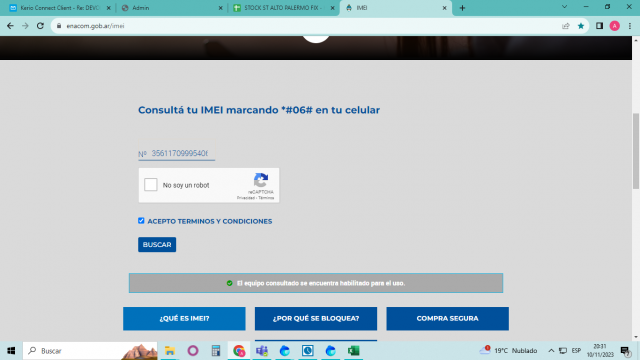 Kerio Connect Client - Re: DEVO
Admin
STOCK ST ALTO PALERMO FIX -
IMEI
enacom.gob.ar/imei
A
Consultá tu IMEI marcando *#06# en tu celular
Nº
No soy un robot
reCAPTCHA
Privacidad - Términos
ACEPTO TERMINOS Y CONDICIONES
BUSCAR
El equipo consultado se encuentra habilitado para el uso.
¿QUÉ ES IMEI?
¿POR QUÉ SE BLOQUEA?
COMPRA SEGURA
Buscar
19°C Nublado
ESP
20:31
10/11/2023